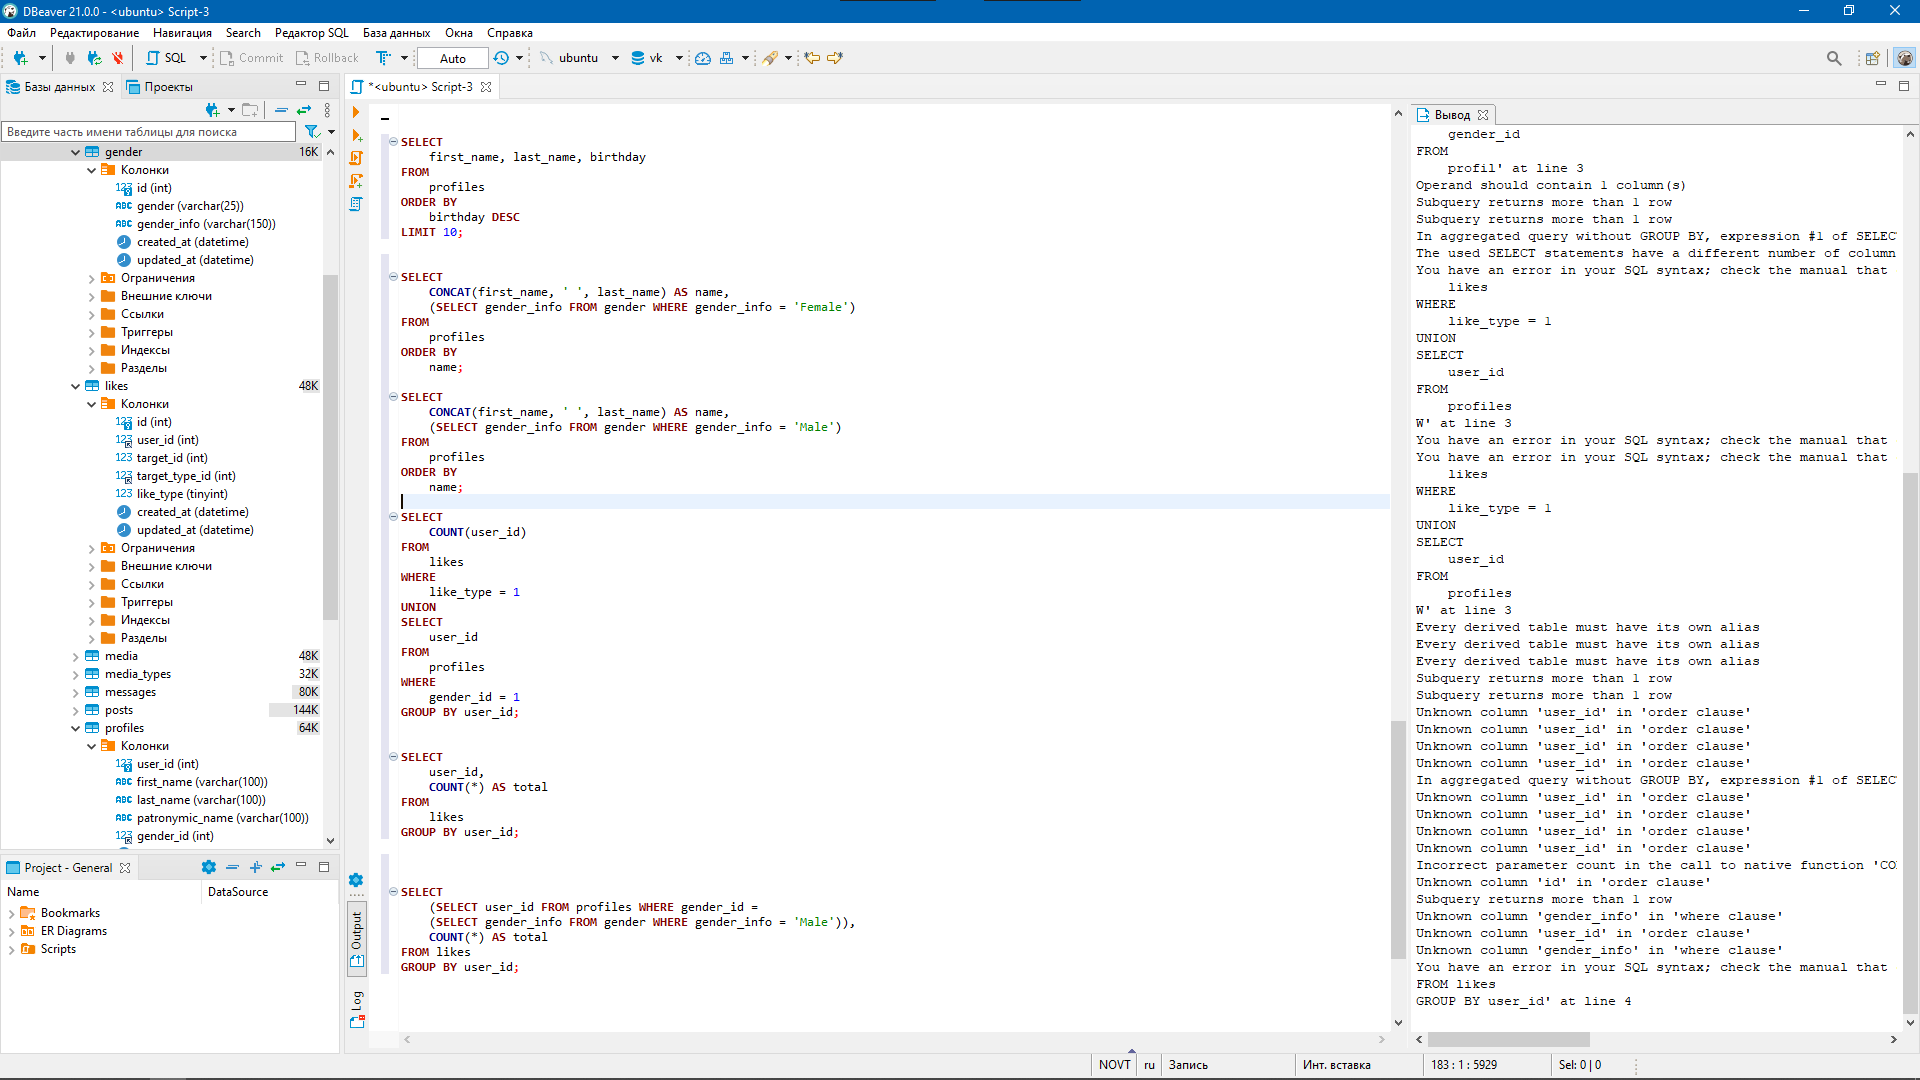 DBeaver 21.0.0 - <ubuntu> Script-3
Файл Редактирование Навигация Search Редактор SQL База данных Окна Справка
SQL Commit Rollback Auto ubuntu vk
Базы данных Проекты
Введите часть имени таблицы для поиска
gender 16K
Колонки
id (int)
gender (varchar(25))
gender_info (varchar(150))
created_at (datetime)
updated_at (datetime)
Ограничения
Внешние ключи
Ссылки
Триггеры
Индексы
Разделы
likes 48K
Колонки
id (int)
user_id (int)
target_id (int)
target_type_id (int)
like_type (tinyint)
created_at (datetime)
updated_at (datetime)
Ограничения
Внешние ключи
Ссылки
Триггеры
Индексы
Разделы
media 48K
media_types 32K
messages 80K
posts 144K
profiles 64K
Колонки
user_id (int)
first_name (varchar(100))
last_name (varchar(100))
patronymic_name (varchar(100))
gender_id (int)
Project - General
Name DataSource
Bookmarks
ER Diagrams
Scripts
*<ubuntu> Script-3
SELECT
first_name, last_name, birthday
FROM
profiles
ORDER BY
birthday DESC
LIMIT 10;
SELECT
CONCAT(first_name, ' ', last_name) AS name,
(SELECT gender_info FROM gender WHERE gender_info = 'Female')
FROM
profiles
ORDER BY
name;
SELECT
CONCAT(first_name, ' ', last_name) AS name,
(SELECT gender_info FROM gender WHERE gender_info = 'Male')
FROM
profiles
ORDER BY
name;
SELECT
COUNT(user_id)
FROM
likes
WHERE
like_type = 1
UNION
SELECT
user_id
FROM
profiles
WHERE
gender_id = 1
GROUP BY user_id;
SELECT
user_id,
COUNT(*) AS total
FROM
likes
GROUP BY user_id;
SELECT
(SELECT user_id FROM profiles WHERE gender_id =
(SELECT gender_info FROM gender WHERE gender_info = 'Male')),
COUNT(*) AS total
FROM likes
GROUP BY user_id;
Output
Log
Вывод
gender_id
FROM
profil' at line 3
Operand should contain 1 column(s)
Subquery returns more than 1 row
Subquery returns more than 1 row
In aggregated query without GROUP BY, expression #1 of SELEC
The used SELECT statements have a different number of column
You have an error in your SQL syntax; check the manual that
likes
WHERE
like_type = 1
UNION
SELECT
user_id
FROM
profiles
W' at line 3
You have an error in your SQL syntax; check the manual that
You have an error in your SQL syntax; check the manual that
likes
WHERE
like_type = 1
UNION
SELECT
user_id
FROM
profiles
W' at line 3
Every derived table must have its own alias
Every derived table must have its own alias
Every derived table must have its own alias
Subquery returns more than 1 row
Subquery returns more than 1 row
Unknown column 'user_id' in 'order clause'
Unknown column 'user_id' in 'order clause'
Unknown column 'user_id' in 'order clause'
Unknown column 'user_id' in 'order clause'
In aggregated query without GROUP BY, expression #1 of SELEC
Unknown column 'user_id' in 'order clause'
Unknown column 'user_id' in 'order clause'
Unknown column 'user_id' in 'order clause'
Unknown column 'user_id' in 'order clause'
Incorrect parameter count in the call to native function 'CO
Unknown column 'id' in 'order clause'
Subquery returns more than 1 row
Unknown column 'gender_info' in 'where clause'
Unknown column 'user_id' in 'order clause'
Unknown column 'gender_info' in 'where clause'
You have an error in your SQL syntax; check the manual that
FROM likes
GROUP BY user_id' at line 4
NOVT ru Запись Инт. вставка 183 : 1 : 5929 Sel: 0 | 0